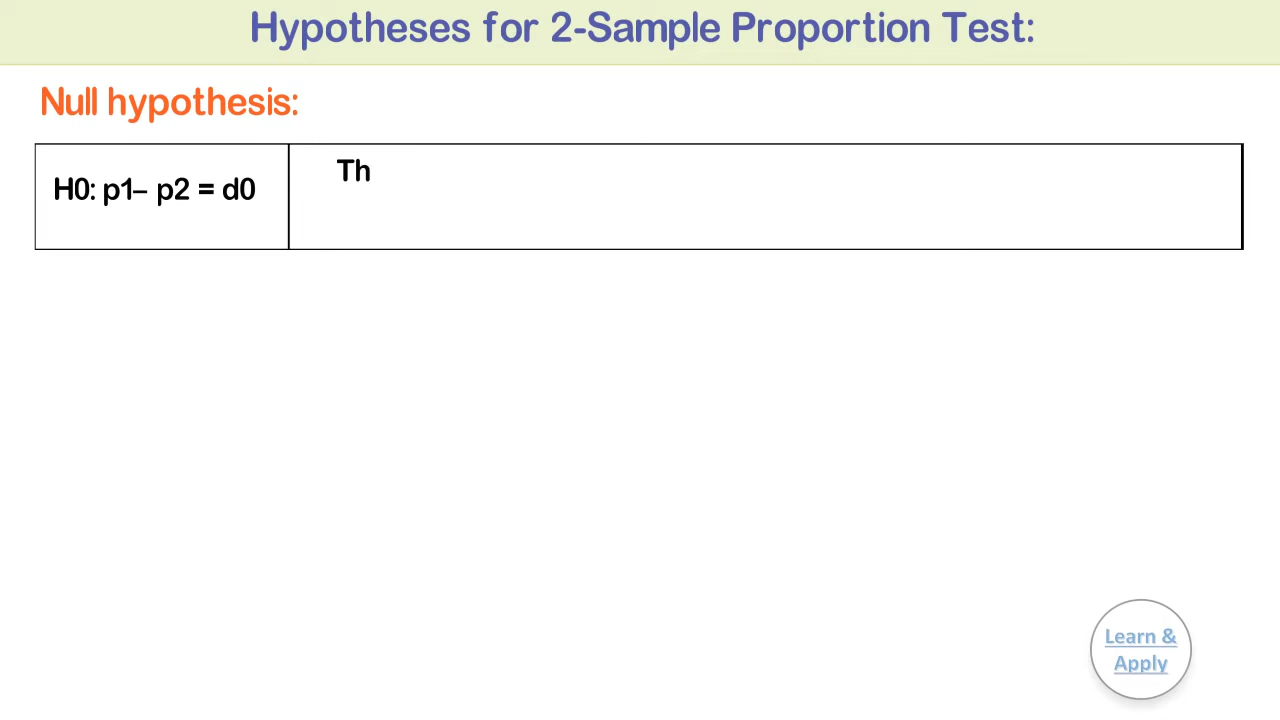 Hypotheses for 2-Sample Proportion Test:
Null hypothesis:
H0: p1– p2 = d0
Th
Learn &
Apply